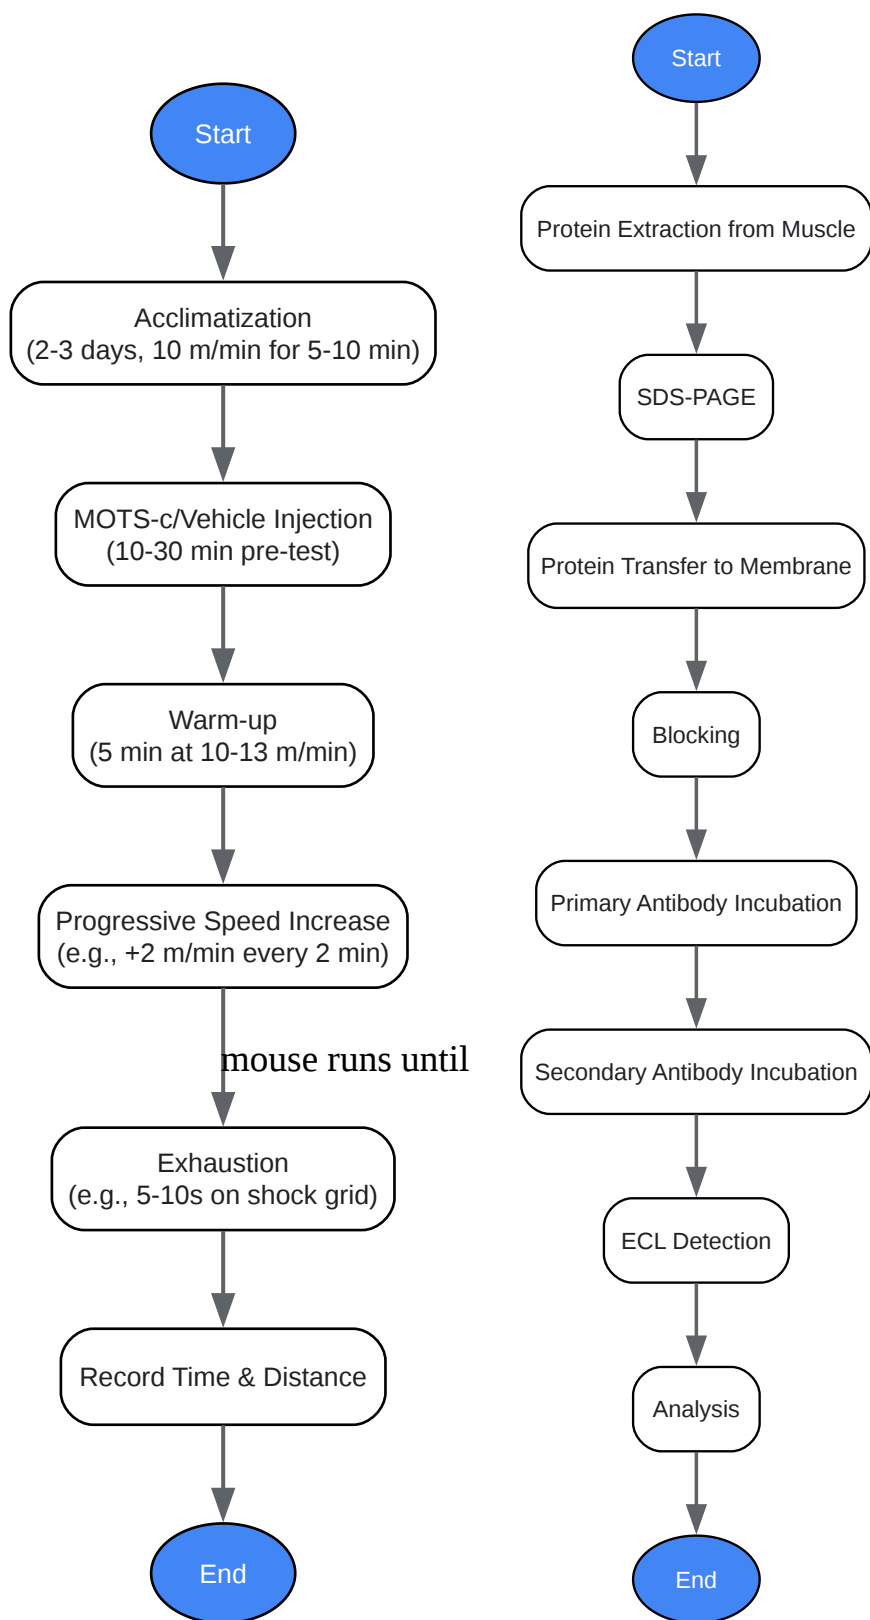 Start
Acclimatization
(2-3 days, 10 m/min for 5-10 min)
MOTS-c/Vehicle Injection
(10-30 min pre-test)
Warm-up
(5 min at 10-13 m/min)
Progressive Speed Increase
(e.g., +2 m/min every 2 min)
mouse runs until
Exhaustion
(e.g., 5-10s on shock grid)
Record Time & Distance
End
Start
Protein Extraction from Muscle
SDS-PAGE
Protein Transfer to Membrane
Blocking
Primary Antibody Incubation
Secondary Antibody Incubation
ECL Detection
Analysis
End